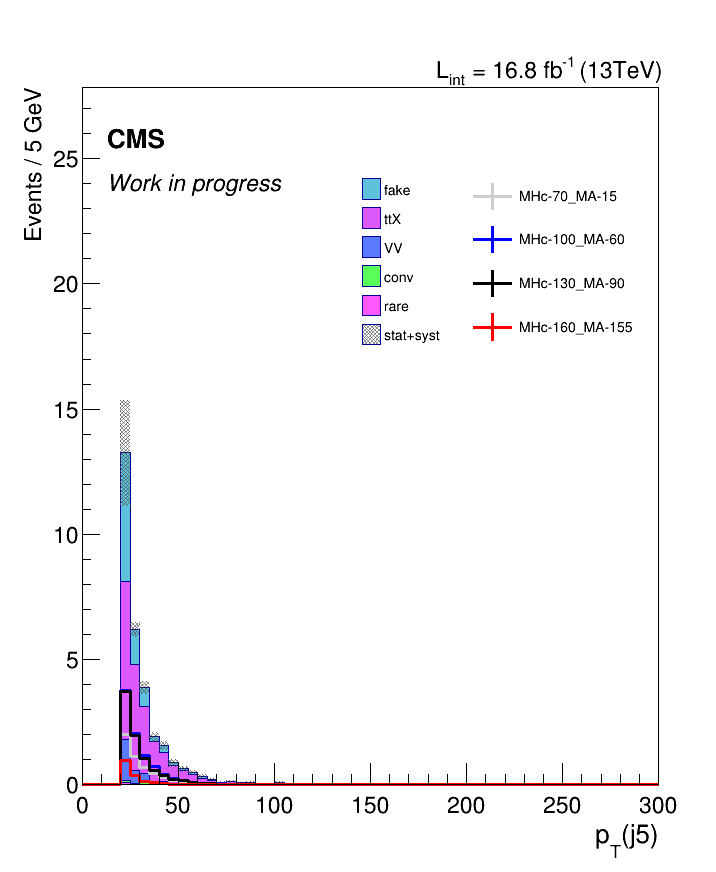 L_int = 16.8 fb^-1 (13TeV)
Events / 5 GeV
CMS
Work in progress
fake
ttX
VV
conv
rare
stat+syst
MHc-70_MA-15
MHc-100_MA-60
MHc-130_MA-90
MHc-160_MA-155
25
20
15
10
5
0
0 50 100 150 200 250 300
p_T(j5)